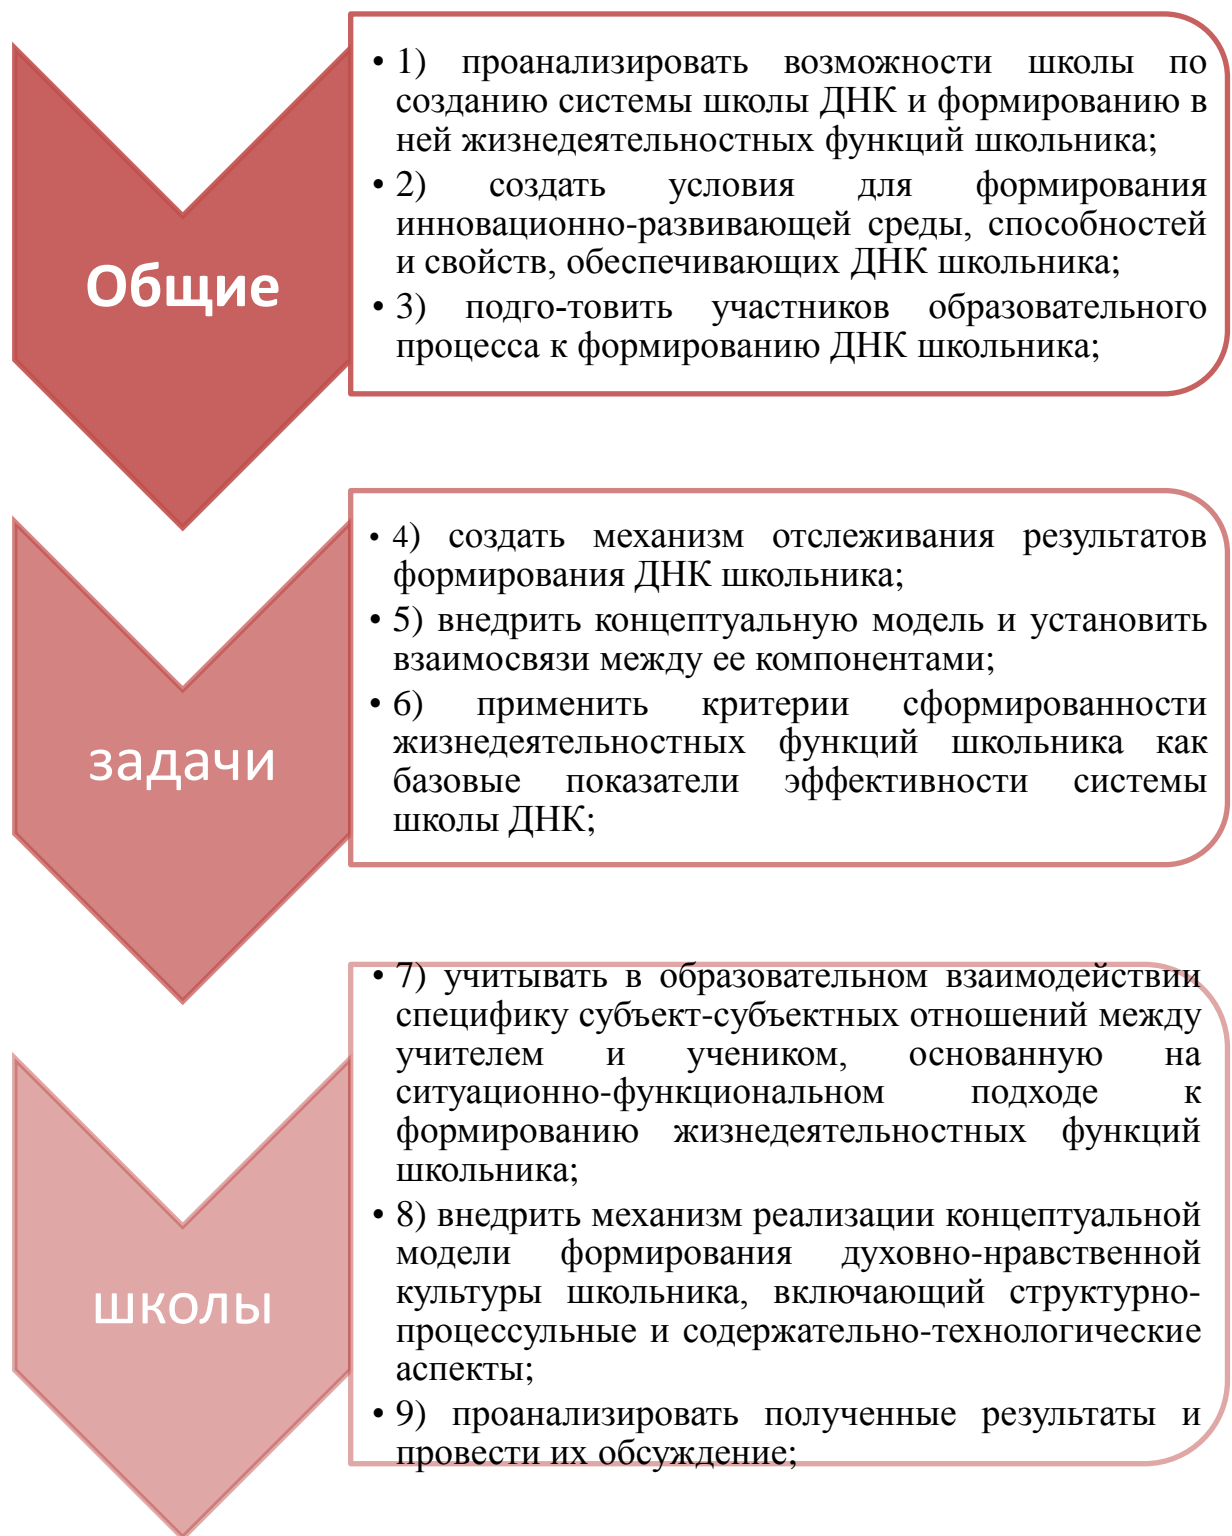 Общие
• 1) проанализировать возможности школы по
созданию системы школы ДНК и формированию в
ней жизнедеятельностных функций школьника;
• 2) создать условия для формирования
инновационно-развивающей среды, способностей
и свойств, обеспечивающих ДНК школьника;
• 3) подго-товить участников образовательного
процесса к формированию ДНК школьника;
задачи
• 4) создать механизм отслеживания результатов
формирования ДНК школьника;
• 5) внедрить концептуальную модель и установить
взаимосвязи между ее компонентами;
• 6) применить критерии сформированности
жизнедеятельностных функций школьника как
базовые показатели эффективности системы
школы ДНК;
школы
• 7) учитывать в образовательном взаимодействии
специфику субъект-субъектных отношений между
учителем и учеником, основанную на
ситуационно-функциональном подходе к
формированию жизнедеятельностных функций
школьника;
• 8) внедрить механизм реализации концептуальной
модели формирования духовно-нравственной
культуры школьника, включающий структурно-
процессульные и содержательно-технологические
аспекты;
• 9) проанализировать полученные результаты и
провести их обсуждение;